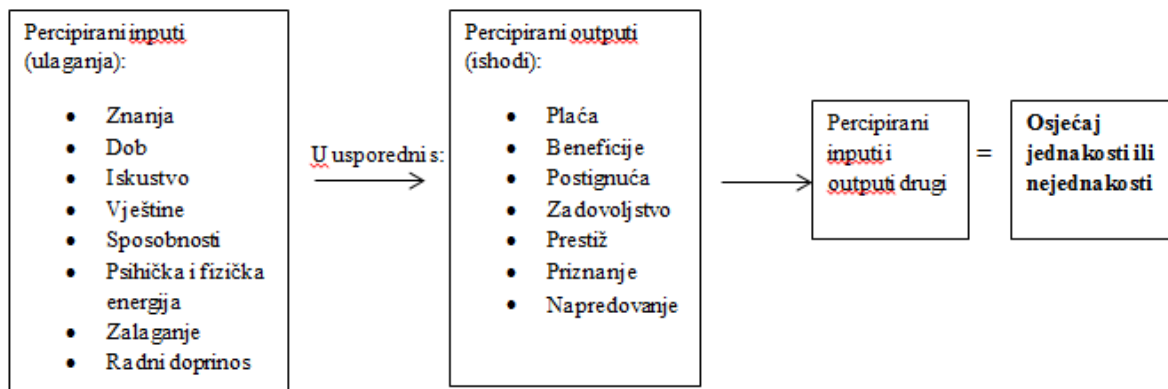 Percipirani inputi
(ulaganja):
• Znanja
• Dob
• Iskustvo
• Vještine
• Sposobnosti
• Psihička i fizička
energija
• Zalaganje
• Radni doprinos
U usporedni s:
Percipirani outputi
(ishodi):
• Plaća
• Beneficije
• Postignuća
• Zadovoljstvo
• Prestiž
• Priznanje
• Napredovanje
Percipirani
inputi i
outputi drugi
=
Osjećaj
jednakosti ili
nejednakosti